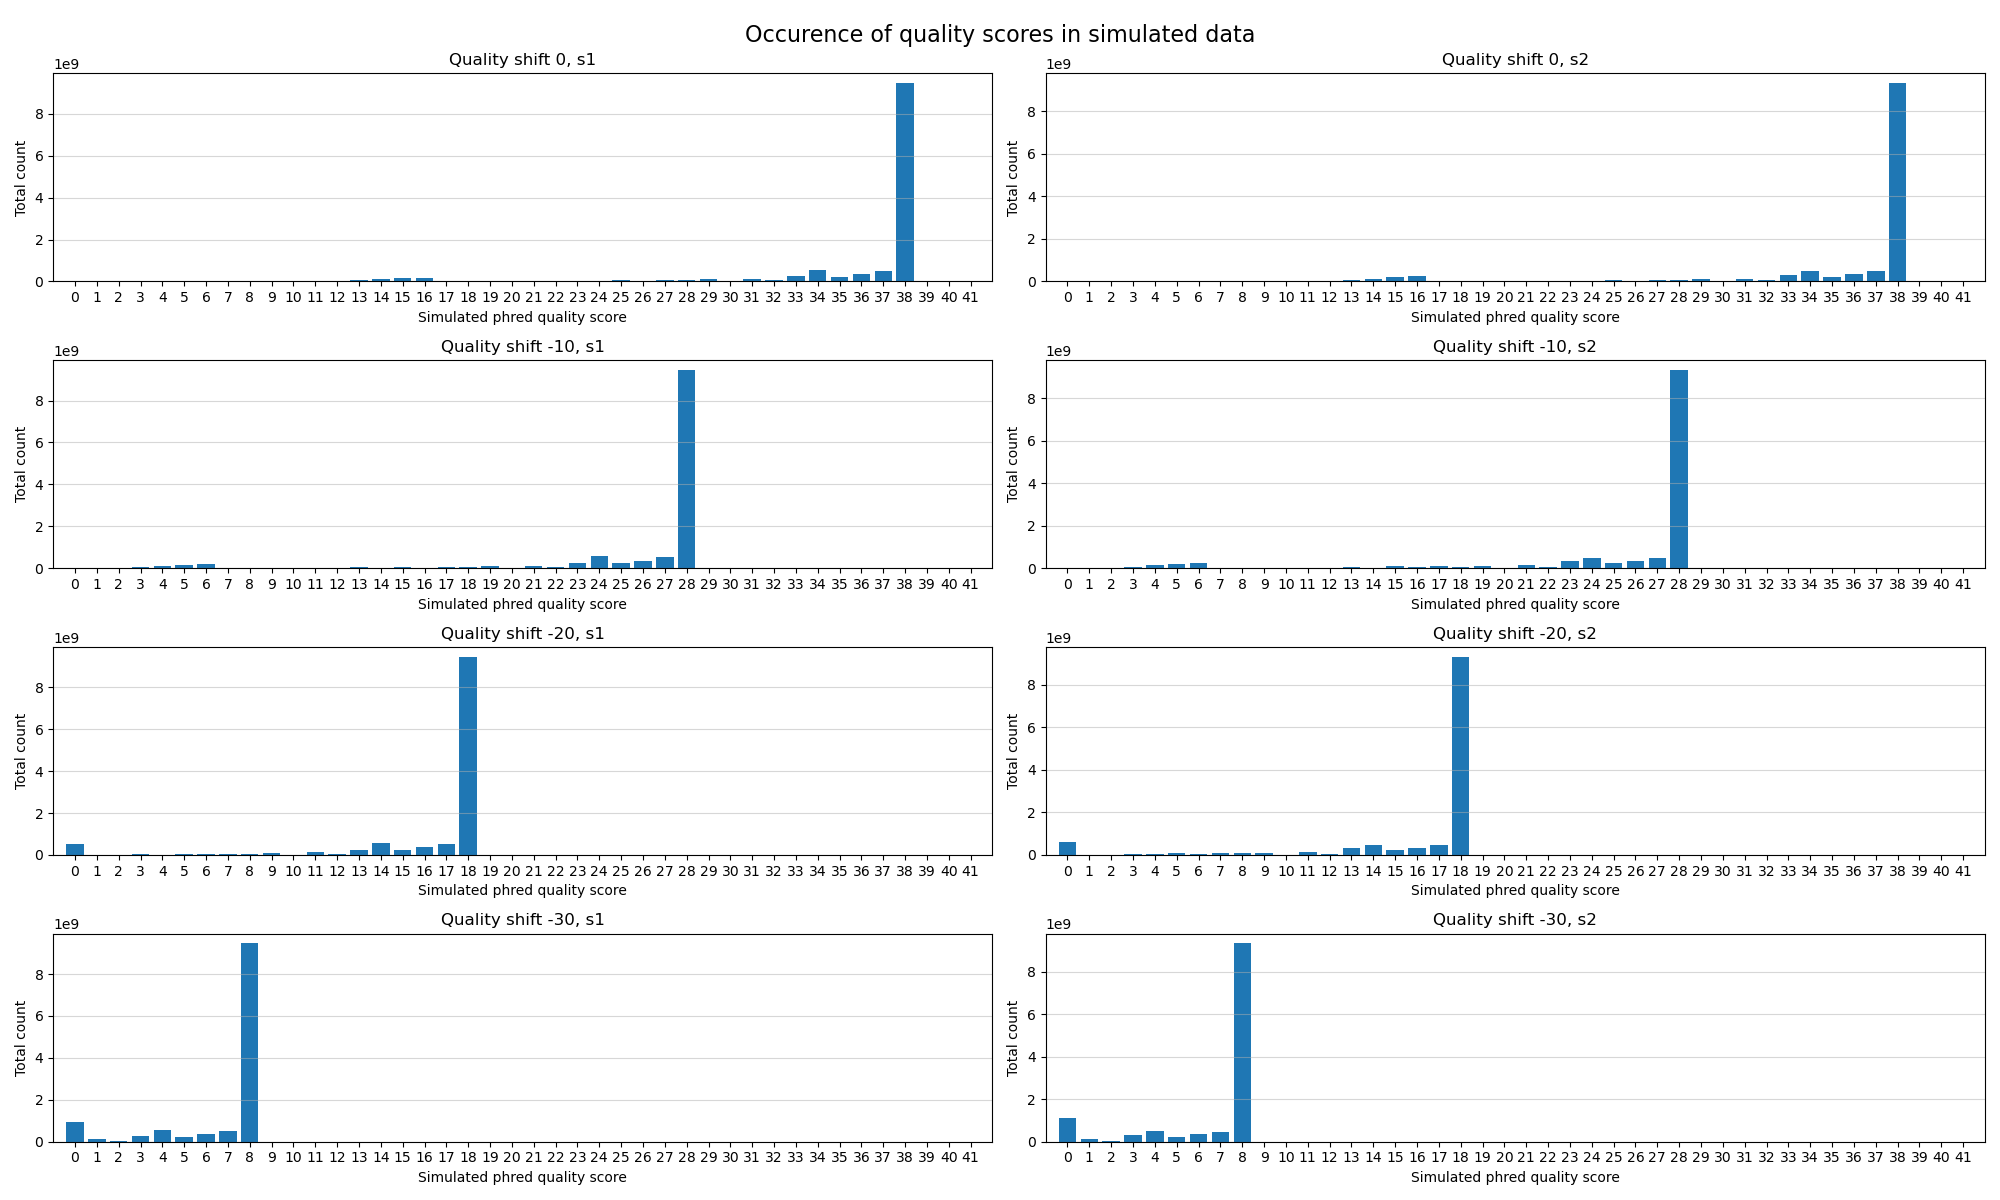 Occurence of quality scores in simulated data
Quality shift 0, s1
1e9
Total count
8
6
4
2
0
0 1 2 3 4 5 6 7 8 9 10 11 12 13 14 15 16 17 18 19 20 21 22 23 24 25 26 27 28 29 30 31 32 33 34 35 36 37 38 39 40 41
Simulated phred quality score
Quality shift 0, s2
1e9
Total count
8
6
4
2
0
0 1 2 3 4 5 6 7 8 9 10 11 12 13 14 15 16 17 18 19 20 21 22 23 24 25 26 27 28 29 30 31 32 33 34 35 36 37 38 39 40 41
Simulated phred quality score
Quality shift -10, s1
1e9
Total count
8
6
4
2
0
0 1 2 3 4 5 6 7 8 9 10 11 12 13 14 15 16 17 18 19 20 21 22 23 24 25 26 27 28 29 30 31 32 33 34 35 36 37 38 39 40 41
Simulated phred quality score
Quality shift -10, s2
1e9
Total count
8
6
4
2
0
0 1 2 3 4 5 6 7 8 9 10 11 12 13 14 15 16 17 18 19 20 21 22 23 24 25 26 27 28 29 30 31 32 33 34 35 36 37 38 39 40 41
Simulated phred quality score
Quality shift -20, s1
1e9
Total count
8
6
4
2
0
0 1 2 3 4 5 6 7 8 9 10 11 12 13 14 15 16 17 18 19 20 21 22 23 24 25 26 27 28 29 30 31 32 33 34 35 36 37 38 39 40 41
Simulated phred quality score
Quality shift -20, s2
1e9
Total count
8
6
4
2
0
0 1 2 3 4 5 6 7 8 9 10 11 12 13 14 15 16 17 18 19 20 21 22 23 24 25 26 27 28 29 30 31 32 33 34 35 36 37 38 39 40 41
Simulated phred quality score
Quality shift -30, s1
1e9
Total count
8
6
4
2
0
0 1 2 3 4 5 6 7 8 9 10 11 12 13 14 15 16 17 18 19 20 21 22 23 24 25 26 27 28 29 30 31 32 33 34 35 36 37 38 39 40 41
Simulated phred quality score
Quality shift -30, s2
1e9
Total count
8
6
4
2
0
0 1 2 3 4 5 6 7 8 9 10 11 12 13 14 15 16 17 18 19 20 21 22 23 24 25 26 27 28 29 30 31 32 33 34 35 36 37 38 39 40 41
Simulated phred quality score